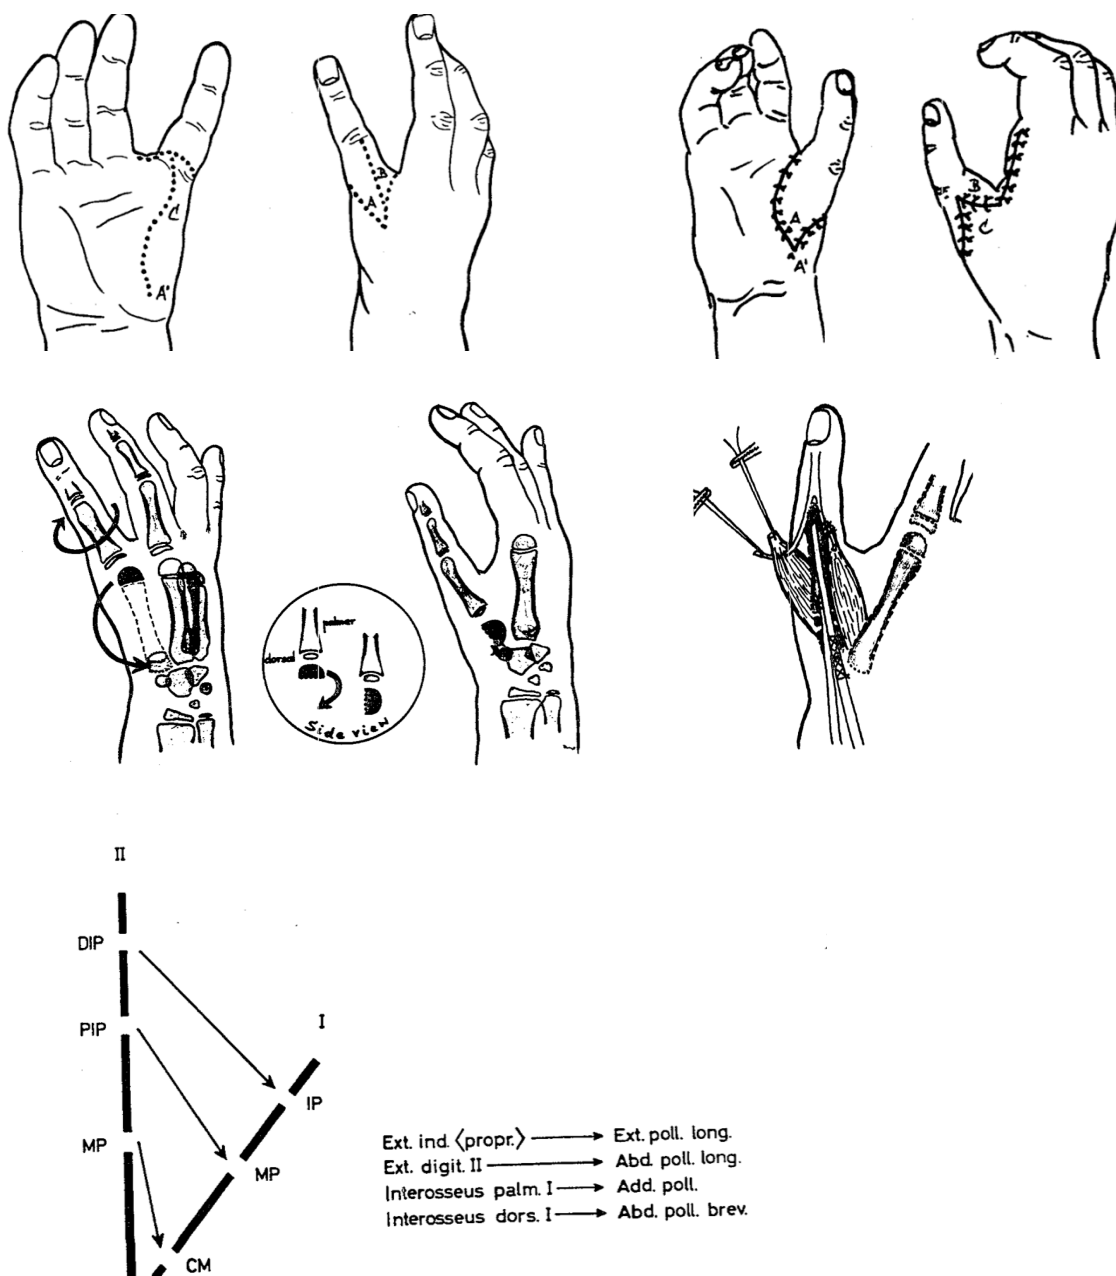 C
A'
B
A
A
A'
B
C
palmer
dorsal
Side view
II
DIP
I
PIP
IP
MP
MP
CM
Ext. ind. ⟨propr.⟩ → Ext. poll. long.
Ext. digit. II → Abd. poll. long.
Interosseus palm. I → Add. poll.
Interosseus dors. I → Abd. poll. brev.